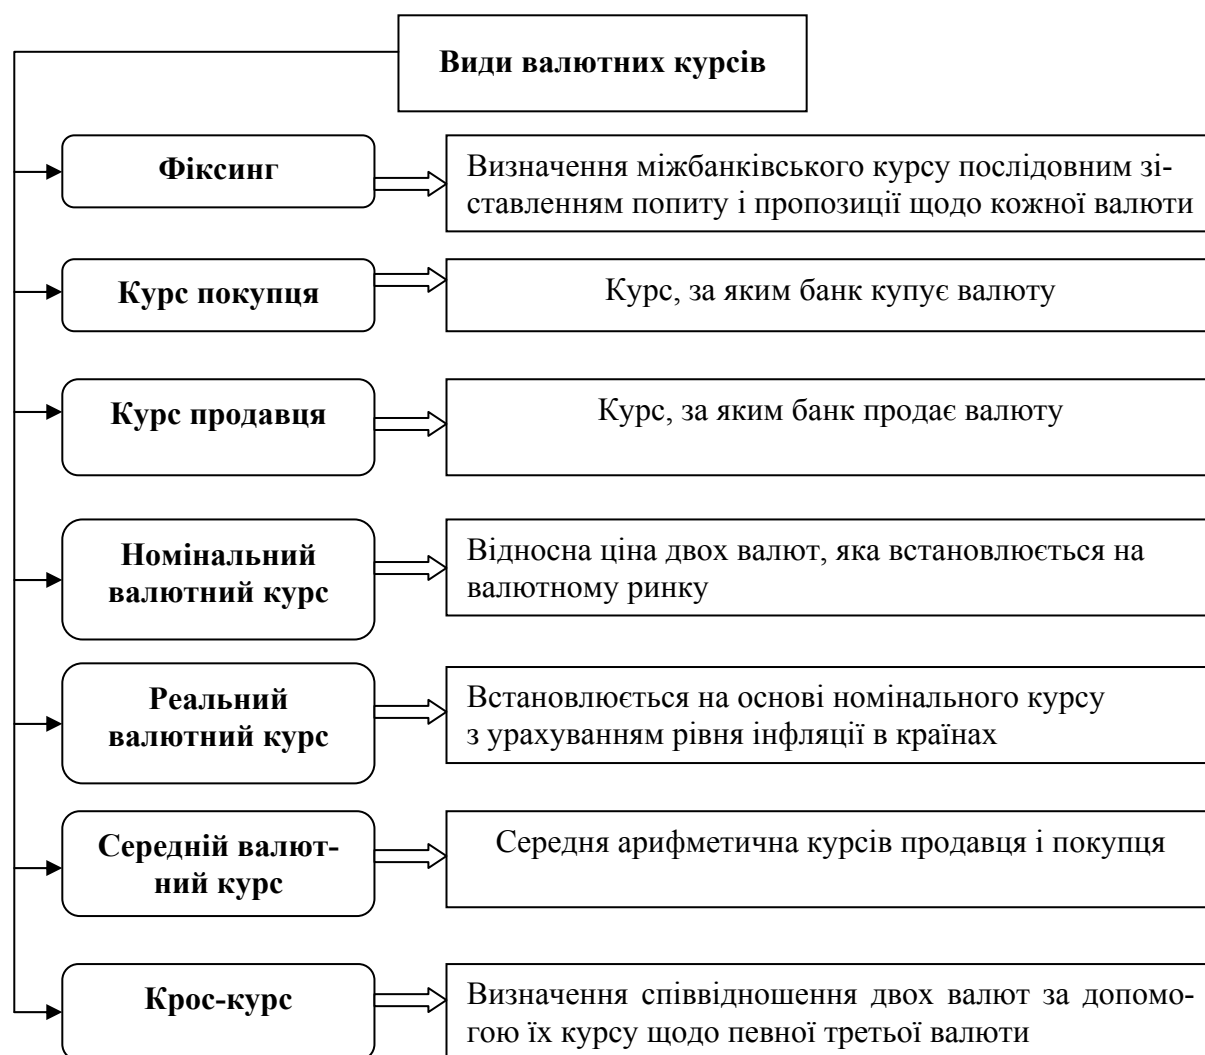 Види валютних курсів
Фіксинг
Визначення міжбанківського курсу послідовним зі-
ставленням попиту і пропозиції щодо кожної валюти
Курс покупця
Курс, за яким банк купує валюту
Курс продавця
Курс, за яким банк продає валюту
Номінальний
валютний курс
Відносна ціна двох валют, яка встановлюється на
валютному ринку
Реальний
валютний курс
Встановлюється на основі номінального курсу
з урахуванням рівня інфляції в країнах
Середній валют-
ний курс
Середня арифметична курсів продавця і покупця
Крос-курс
Визначення співвідношення двох валют за допомо-
гою їх курсу щодо певної третьої валюти